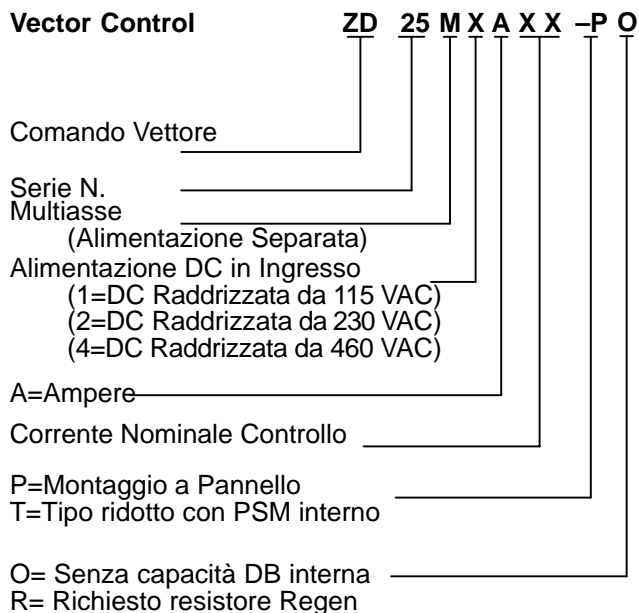 Vector Control ZD 25 M X A X X –P O
Comando Vettore
Serie N.
Multiasse
(Alimentazione Separata)
Alimentazione DC in Ingresso
(1=DC Raddrizzata da 115 VAC)
(2=DC Raddrizzata da 230 VAC)
(4=DC Raddrizzata da 460 VAC)
A=Ampere
Corrente Nominale Controllo
P=Montaggio a Pannello
T=Tipo ridotto con PSM interno
O= Senza capacità DB interna
R= Richiesto resistore Regen